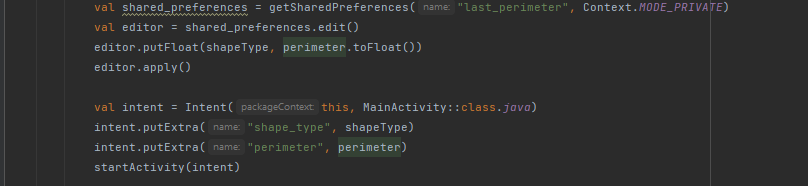 val shared_preferences = getSharedPreferences( name: "last_perimeter", Context.MODE_PRIVATE)
val editor = shared_preferences.edit()
editor.putFloat(shapeType, perimeter.toFloat())
editor.apply()
val intent = Intent( packageContext: this, MainActivity::class.java)
intent.putExtra( name: "shape_type", shapeType)
intent.putExtra( name: "perimeter", perimeter)
startActivity(intent)